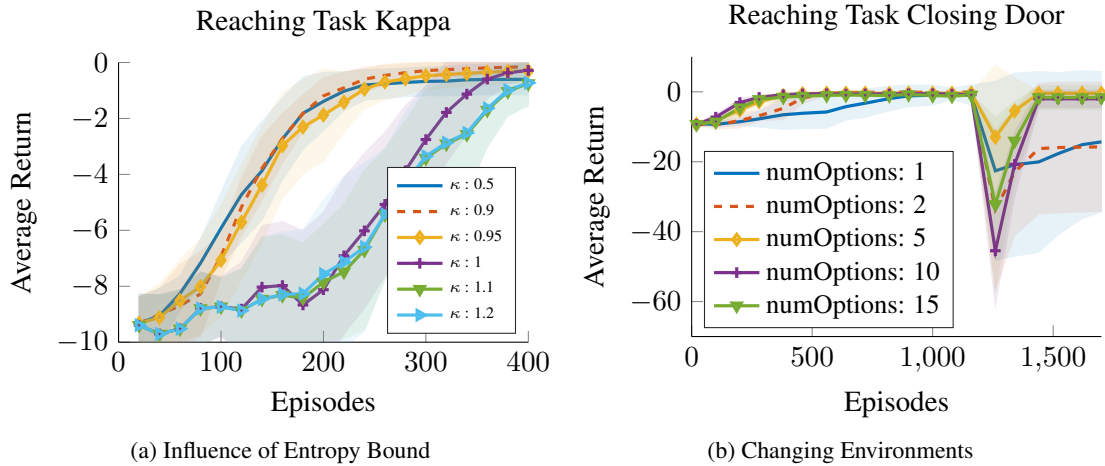 Reaching Task Kappa
0
−2
−4
−6
−8
−10
Average Return
κ : 0.5
κ : 0.9
κ : 0.95
κ : 1
κ : 1.1
κ : 1.2
0 100 200 300 400
Episodes
(a) Influence of Entropy Bound
Reaching Task Closing Door
0
−20
−40
−60
Average Return
numOptions: 1
numOptions: 2
numOptions: 5
numOptions: 10
numOptions: 15
0 500 1,000 1,500
Episodes
(b) Changing Environments